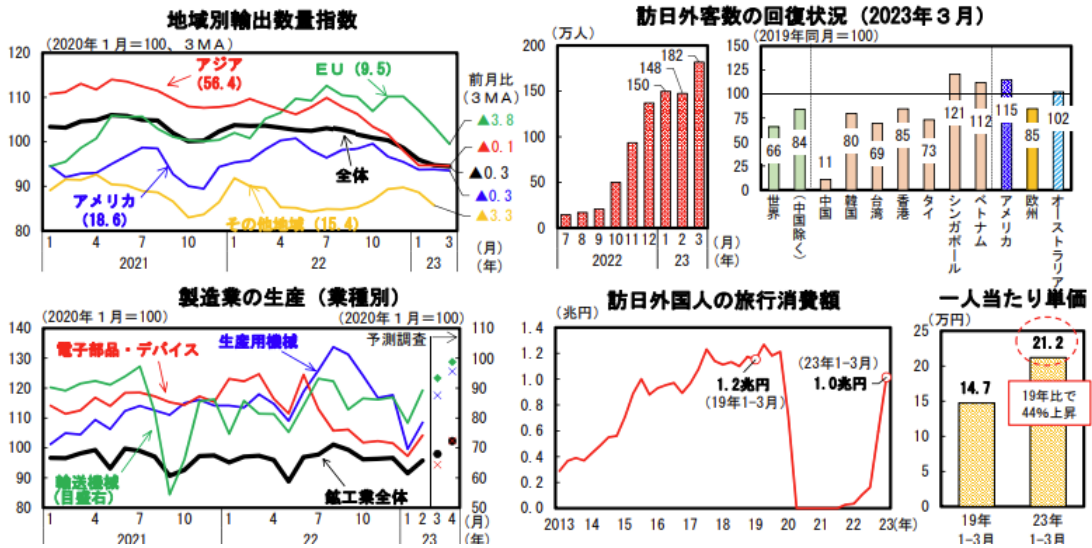 地域別輸出数量指数
(2020年1月=100、3MA)
120
110
100
90
80
アジア
(56.4)
EU (9.5)
前月比
(3MA)
▲3.8
▲0.1
▲0.3
▲0.3
▲3.3
全体
アメリカ
(18.6)
その他地域(15.4)
1 4 7 10 1 4 7 10 1 3 (月)
2021 22 23 (年)
訪日外客数の回復状況(2023年3月)
(万人)
200
150
100
50
0
150
148
182
7 8 9 10 11 12 1 2 3 (月)
2022 23 (年)
(2019年同月=100)
150
125
100
75
50
25
0
66 84 11 80 69 85 73 121 112 115 85 102
世界
(中国除く)
中国
韓国
台湾
香港
タイ
シンガポール
ベトナム
アメリカ
欧州
オーストラリア
製造業の生産(業種別)
(2020年1月=100)
(2020年1月=100)
140
130
120
110
100
90
80
予測調査
110
100
90
80
70
60
50
電子部品・デバイス
生産用機械
輸送機械
(目盛右)
鉱工業全体
1 4 7 10 1 4 7 10 1 2 3 4 (月)
2021 22 23 (年)
訪日外国人の旅行消費額
(兆円)
1.4
1.2
1.0
0.8
0.6
0.4
0.2
0.0
1.2兆円
(19年1-3月)
(23年1-3月)
1.0兆円
2013 14 15 16 17 18 19 20 21 22 23(年)
一人当たり単価
(万円)
25
20
15
10
5
0
14.7
21.2
19年比で
44%上昇
19年
1-3月
23年
1-3月